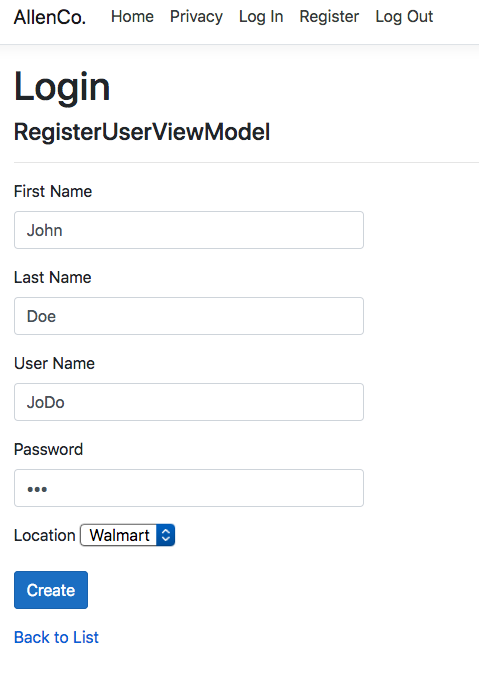 AllenCo. Home Privacy Log In Register Log Out
Login
RegisterUserViewModel
First Name
John
Last Name
Doe
User Name
JoDo
Password
•••
Location Walmart
Create
Back to List